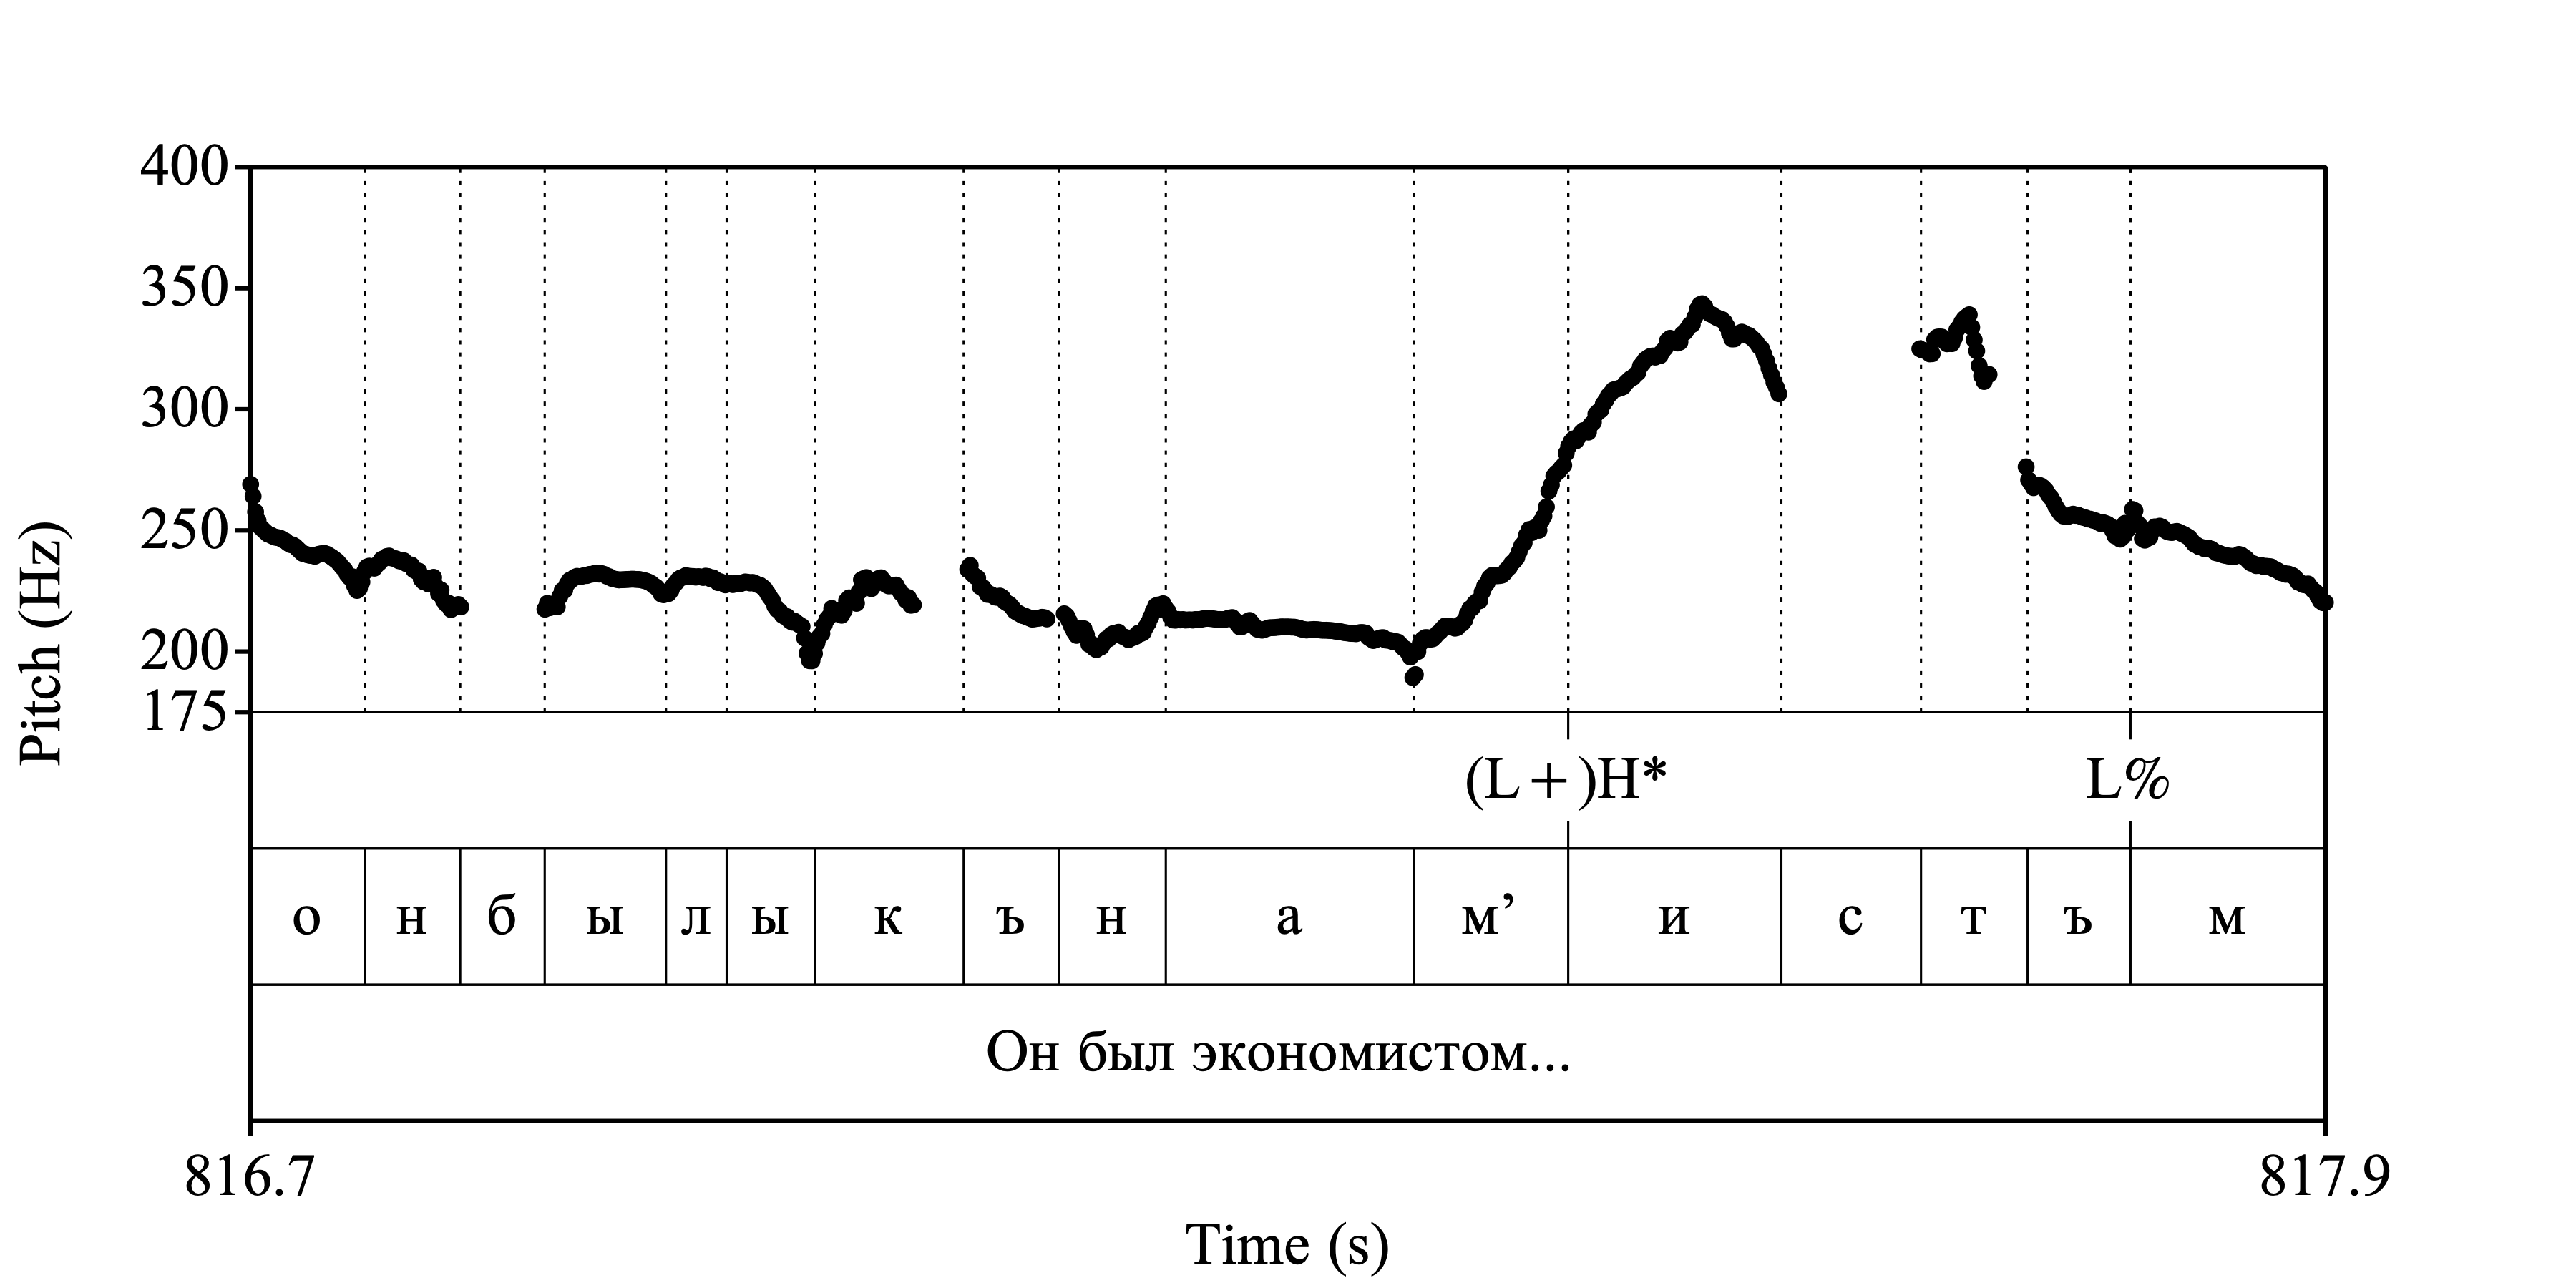 400
350
300
250
200
175
Pitch (Hz)
(L+)H* L%
о н б ы л ы к ъ н а м’ и с т ъ м
Он был экономистом...
816.7 817.9
Time (s)